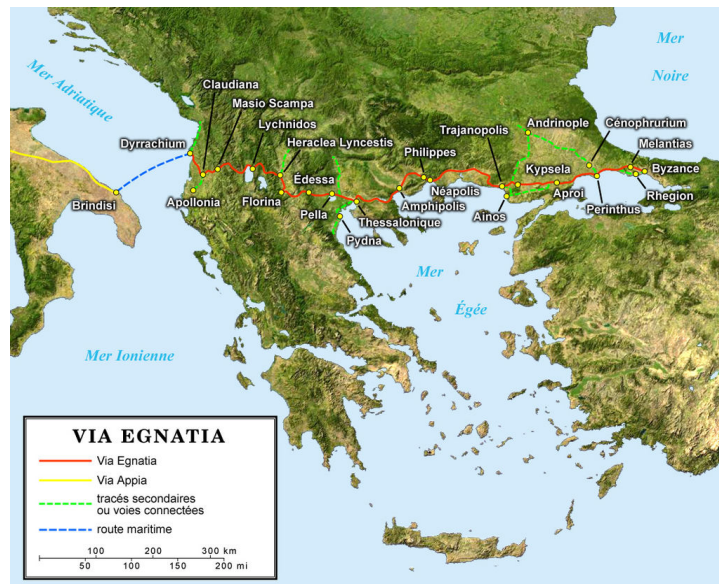 Mer
Noire
Mer Adriatique
Claudiana
Masio Scampa
Lychnidos
Heraclea Lyncestis
Dyrrachium
Andrinople
Cénophrurium
Trajanopolis
Melantias
Philippes
Kypsela
Byzance
Édessa
Néapolis
Brindisi
Apollonia
Florina
Amphipolis
Aproi
Rhegion
Pella
Thessalonique
Ainos
Perinthus
Pydna
Mer
Égée
Mer Ionienne
VIA EGNATIA
Via Egnatia
Via Appia
tracés secondaires
ou voies connectées
route maritime
100 200 300 km
50 100 150 200 mi